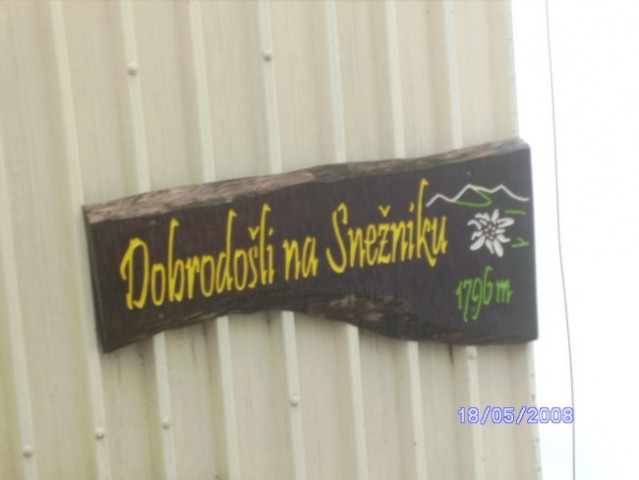 Dobrodošli na Snežniku
1796 m
18/05/2008